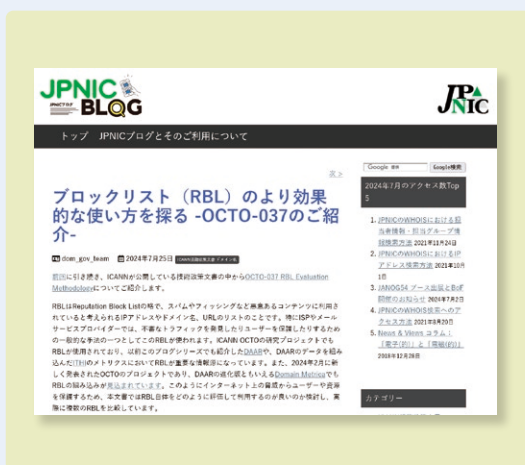 JPNIC
BLOG
JPNIC
トップ JPNICブログとそのご利用について
次 >
ブロックリスト（RBL）のより効果
的な使い方を探る -OCTO-037のご紹
介-
dom_gov_team 2024年7月25日
前回に引き続き、ICANNが公開している技術政策文書の中からOCTO-037 RBL Evaluation
Methodologyについてご紹介します。
RBLはReputation Block Listの略で、スパムやフィッシングなど悪意あるコンテンツに利用さ
れていると考えられるIPアドレスやドメイン名、URLのリストのことです。特にISPやメール
サービスプロバイダーでは、不審なトラフィックを発見したりユーザーを保護したりするため
の一般的な手法の一つとしてこのRBLが使われます。ICANN OCTOの研究プロジェクトでも
RBLが使用されており、以前このブログシリーズでも紹介したDAARや、DAARのデータを組み
込んだITHIのメトリクスにおいてRBLが重要な情報源になっています。また、2024年2月に新
しく発表されたOCTOのプロジェクトであり、DAARの進化版ともいえるDomain Metricsでも
RBLの組み込みが見込まれています。このようにインターネット上の脅威からユーザーや資源
を保護するため、本文書ではRBL自体をどのように評価して利用するのが良いのか検討し、実
際に複数のRBLを比較しています。
Google 検索 Google検索
2024年7月のアクセス数Top
5
1. JPNICのWHOISにおける担
当者情報・担当グループ情
報検索方法 2021年11月24日
2. JPNICのWHOISにおけるIP
アドレス検索方法 2021年10月
1日
3. JANOG54 ブース出展とBoF
開催のお知らせ 2024年7月2日
4. JPNICのWHOIS検索へのア
クセス方法 2021年8月20日
5. News & Views コラム：
「電子(的)」と「電磁(的)」
カテゴリー